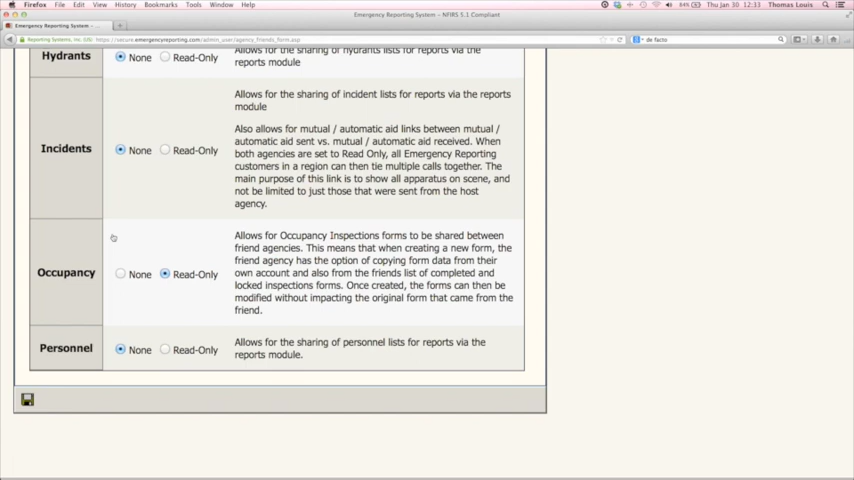 Firefox File Edit View History Bookmarks Tools Window Help 84% Thu Jan 30 12:33 Thomas Louis
Emergency Reporting System – NFIRS 5.1 Compliant
Emergency Reporting System –
Reporting Systems, Inc. (US) https://secure.emergencyreporting.com/admin_user/agency_friends_form.asp de facto
Hydrants
None Read-Only
Allows for the sharing of hydrants lists for reports via the
reports module
Incidents
None Read-Only
Allows for the sharing of incident lists for reports via the reports
module
Also allows for mutual / automatic aid links between mutual /
automatic aid sent vs. mutual / automatic aid received. When
both agencies are set to Read Only, all Emergency Reporting
customers in a region can then tie multiple calls together. The
main purpose of this link is to show all apparatus on scene, and
not be limited to just those that were sent from the host
agency.
Occupancy
None Read-Only
Allows for Occupancy Inspections forms to be shared between
friend agencies. This means that when creating a new form, the
friend agency has the option of copying form data from their
own account and also from the friends list of completed and
locked inspections forms. Once created, the forms can then be
modified without impacting the original form that came from the
friend.
Personnel
None Read-Only
Allows for the sharing of personnel lists for reports via the
reports module.